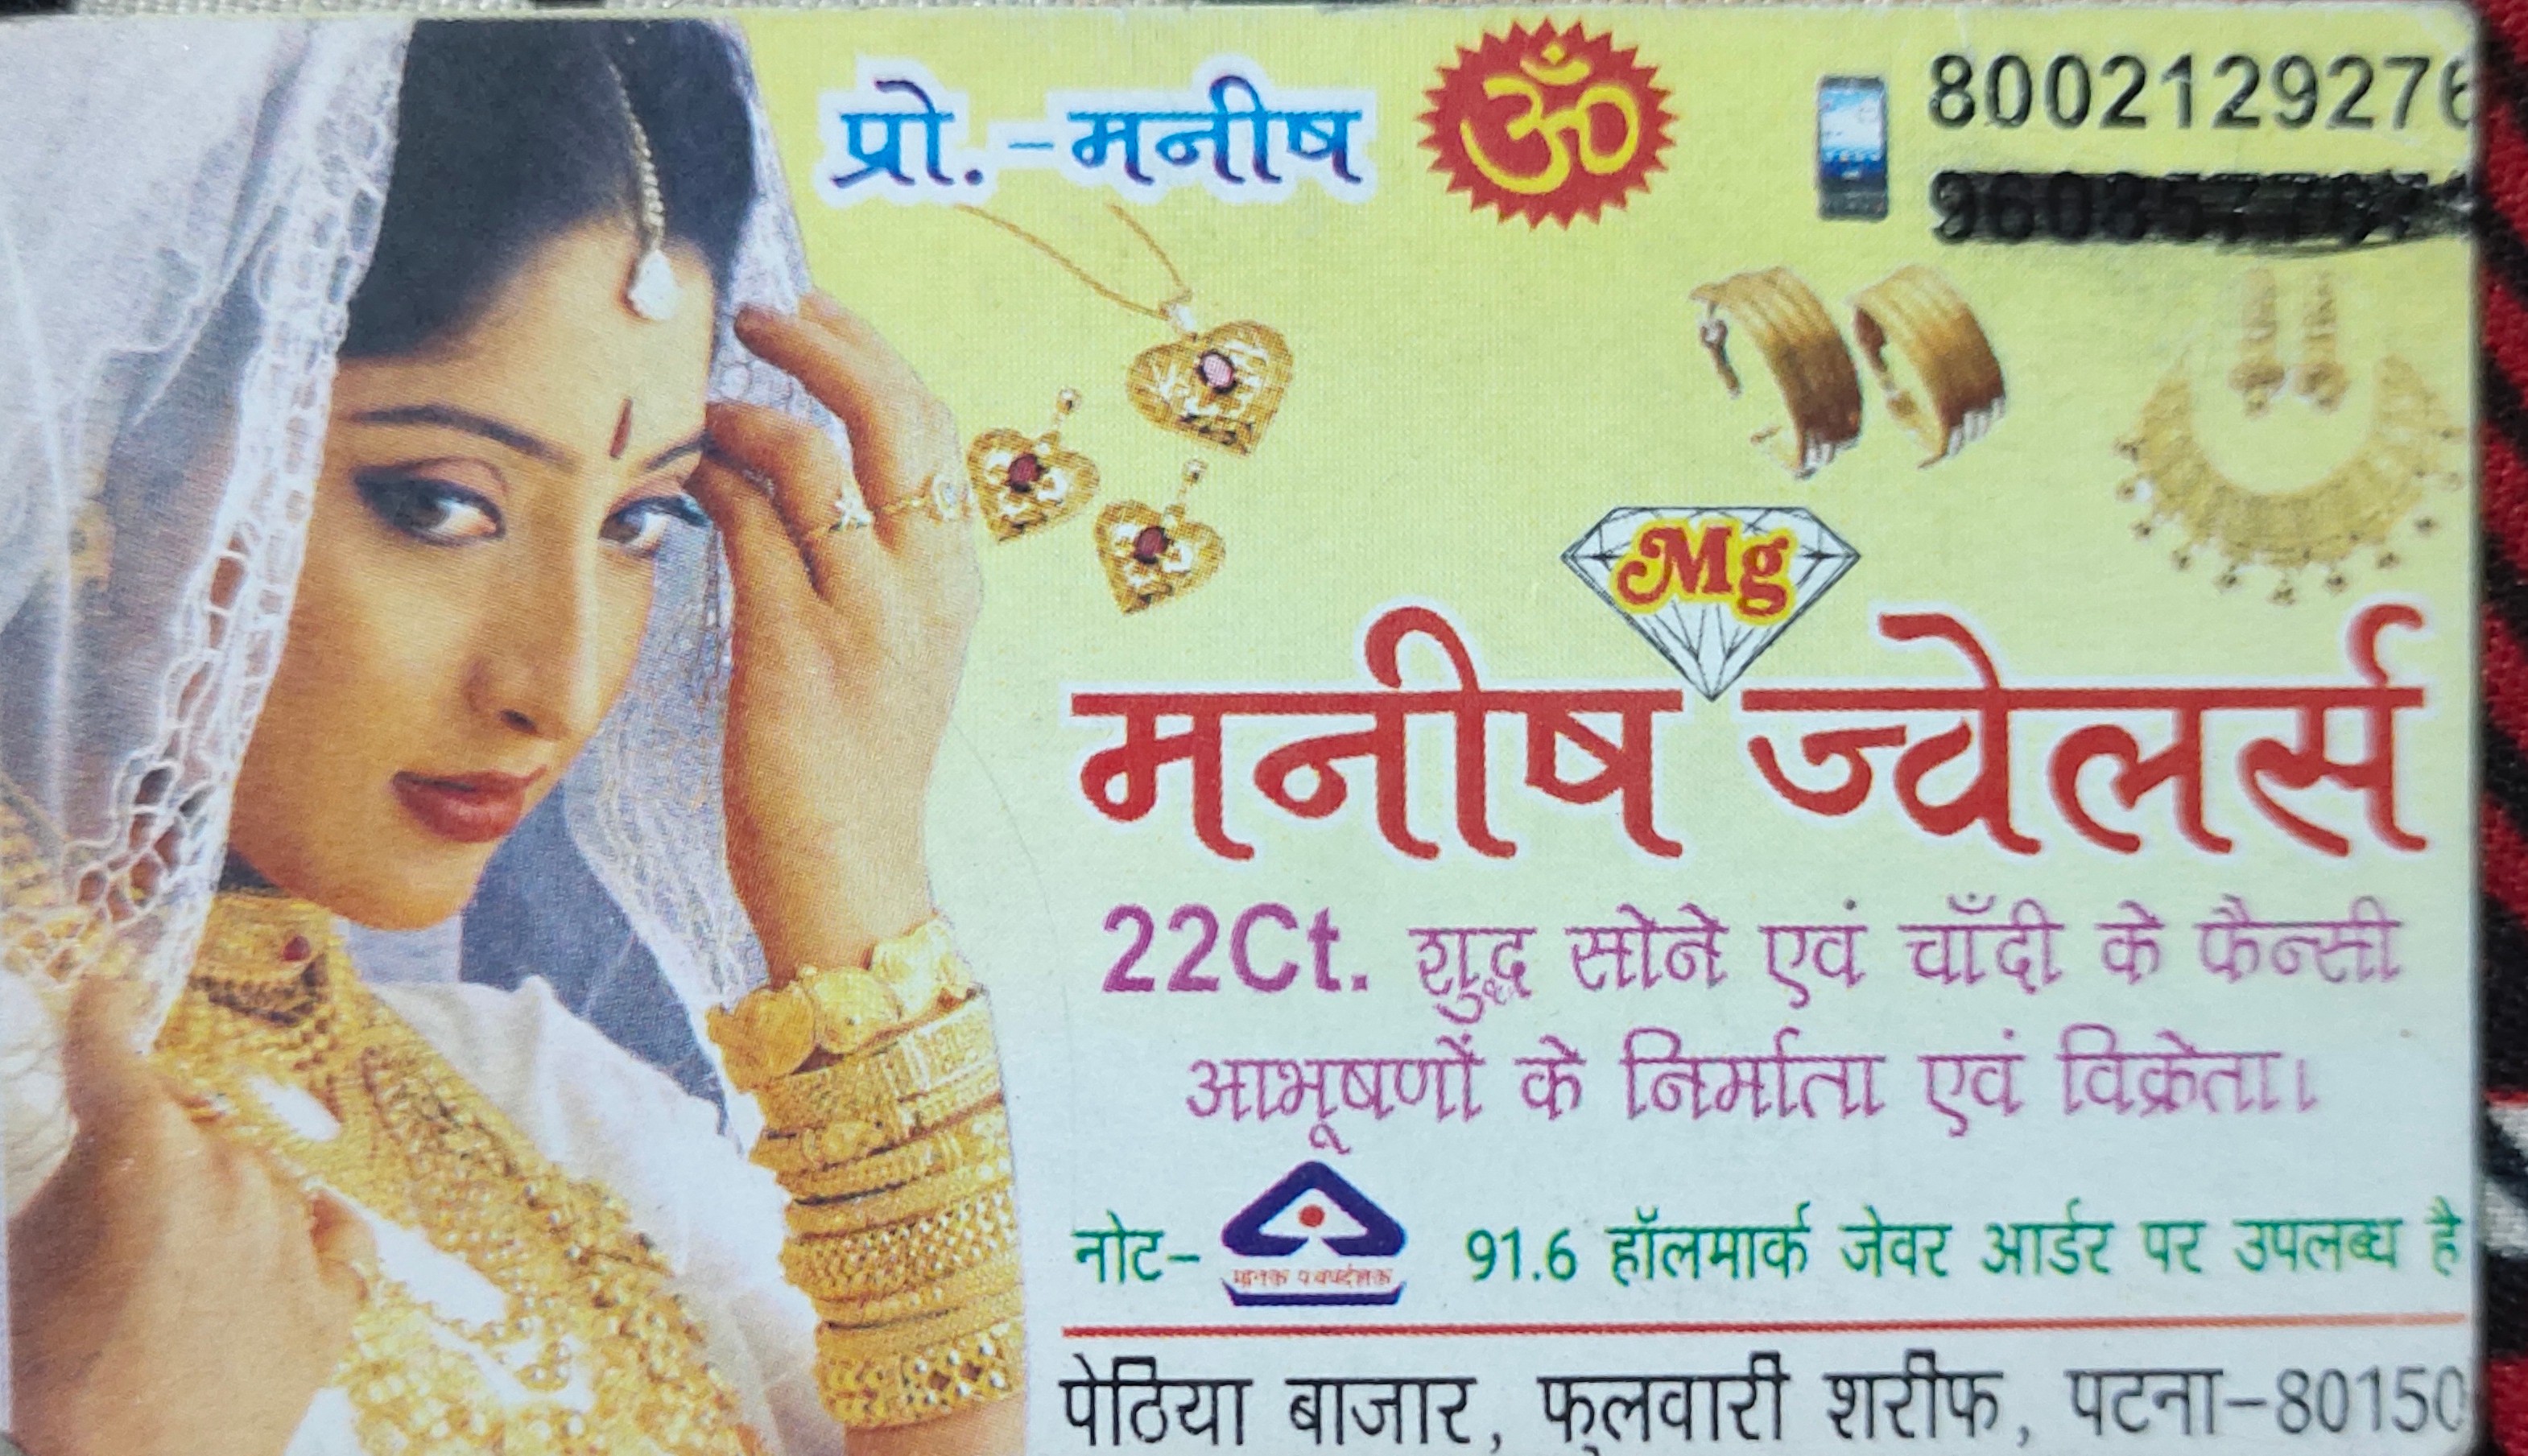 प्रो.-मनीष
ॐ
8002129276
Mg
मनीष ज्वेलर्स
22Ct. शुद्ध सोने एवं चाँदी के फैन्सी
आभूषणों के निर्माता एवं विक्रेता।
नोट- 91.6 हॉलमार्क जेवर आर्डर पर उपलब्ध है
पेठिया बाजार, फुलवारी शरीफ, पटना-80150